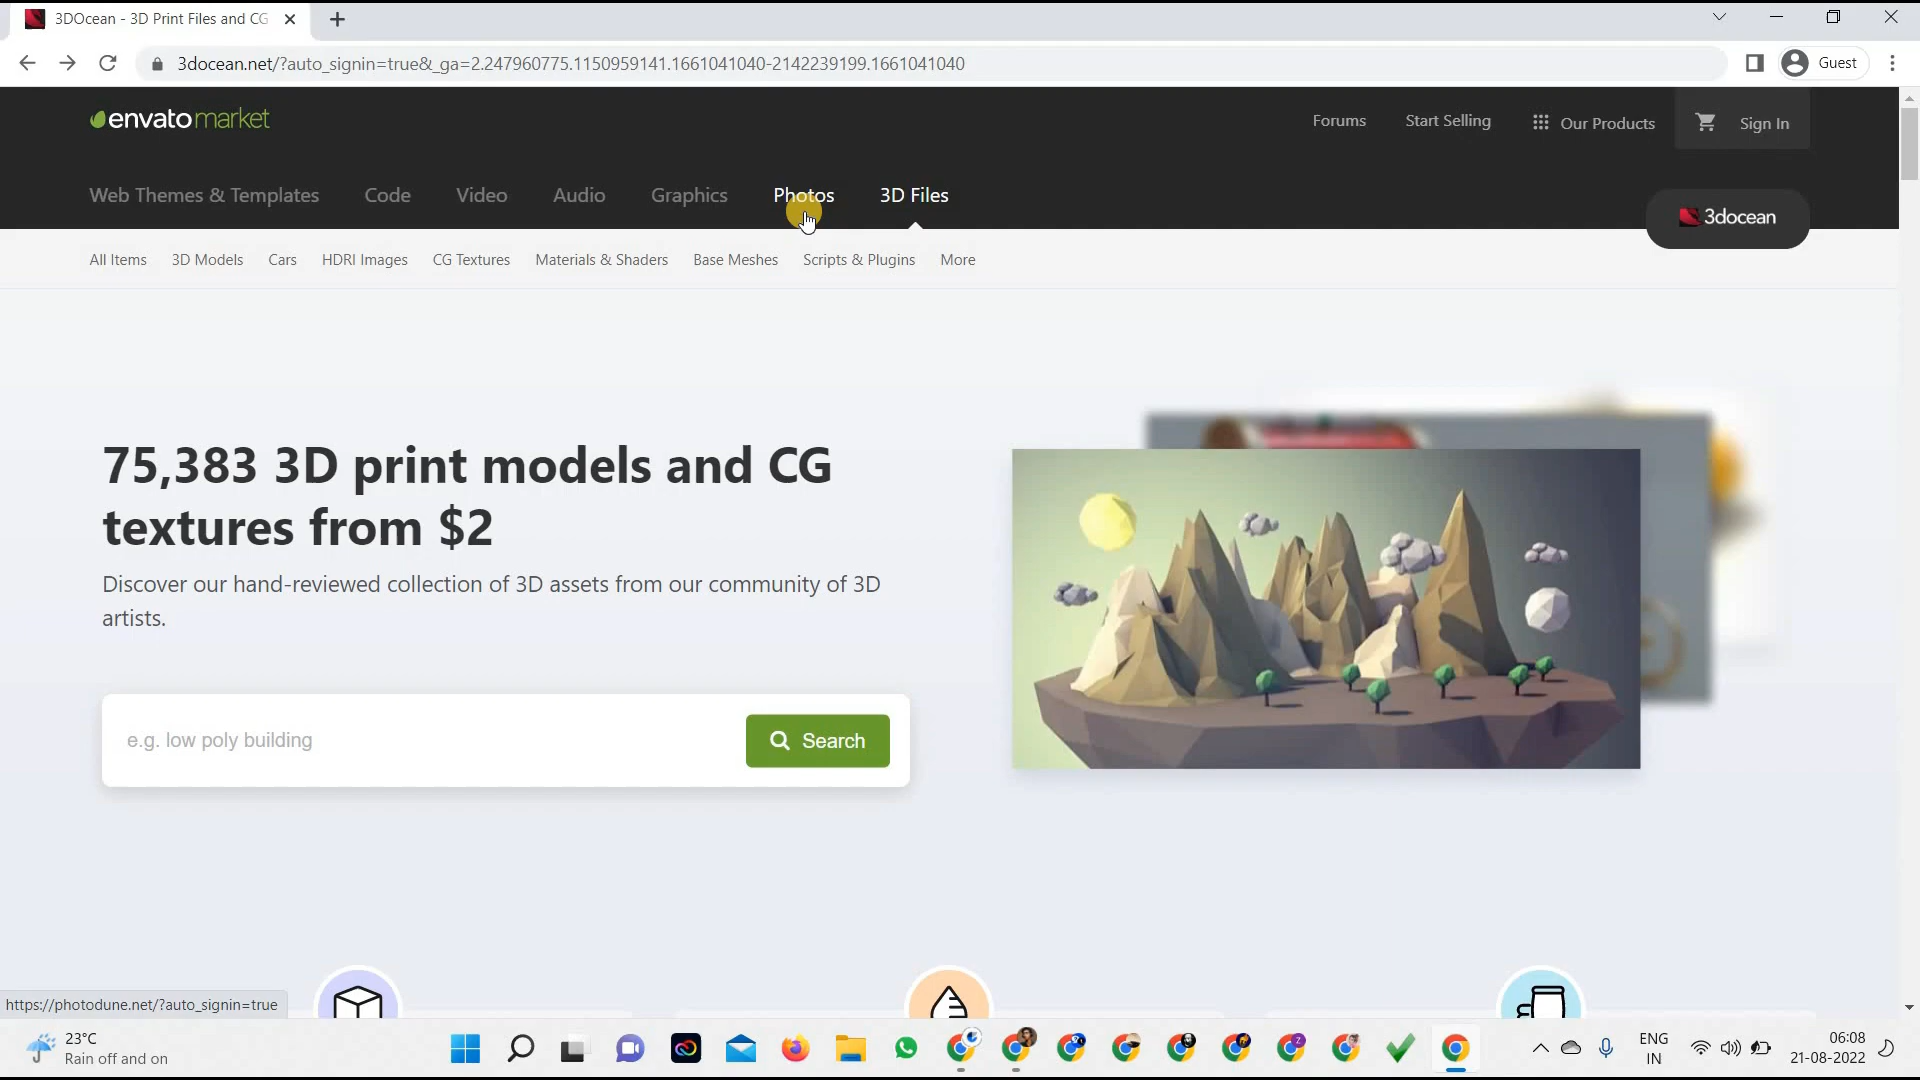 3DOcean - 3D Print Files and CG
3docean.net/?auto_signin=true&_ga=2.247960775.1150959141.1661041040-2142239199.1661041040
Guest
envato market
Forums
Start Selling
Our Products
Sign In
Web Themes & Templates
Code
Video
Audio
Graphics
Photos
3D Files
3docean
All Items
3D Models
Cars
HDRI Images
CG Textures
Materials & Shaders
Base Meshes
Scripts & Plugins
More
75,383 3D print models and CG
textures from $2
Discover our hand-reviewed collection of 3D assets from our community of 3D
artists.
e.g. low poly building
Search
https://photodune.net/?auto_signin=true
23°C
Rain off and on
ENG
IN
06:08
21-08-2022